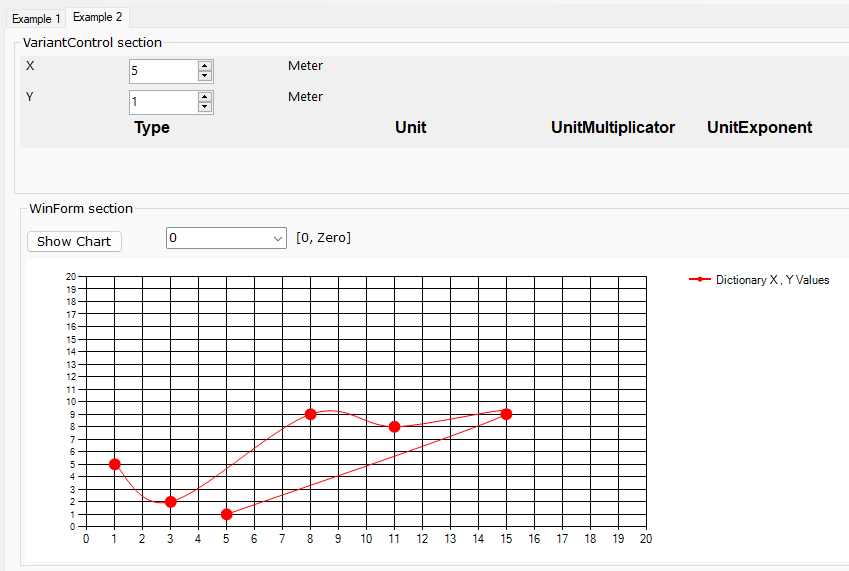 Example 1 Example 2
VariantControl section
X 5 Meter
Y 1 Meter
Type Unit UnitMultiplicator UnitExponent
WinForm section
Show Chart 0 [0, Zero]
20 Dictionary X , Y Values
19
18
17
16
15
14
13
12
11
10
9
8
7
6
5
4
3
2
1
0
0 1 2 3 4 5 6 7 8 9 10 11 12 13 14 15 16 17 18 19 20